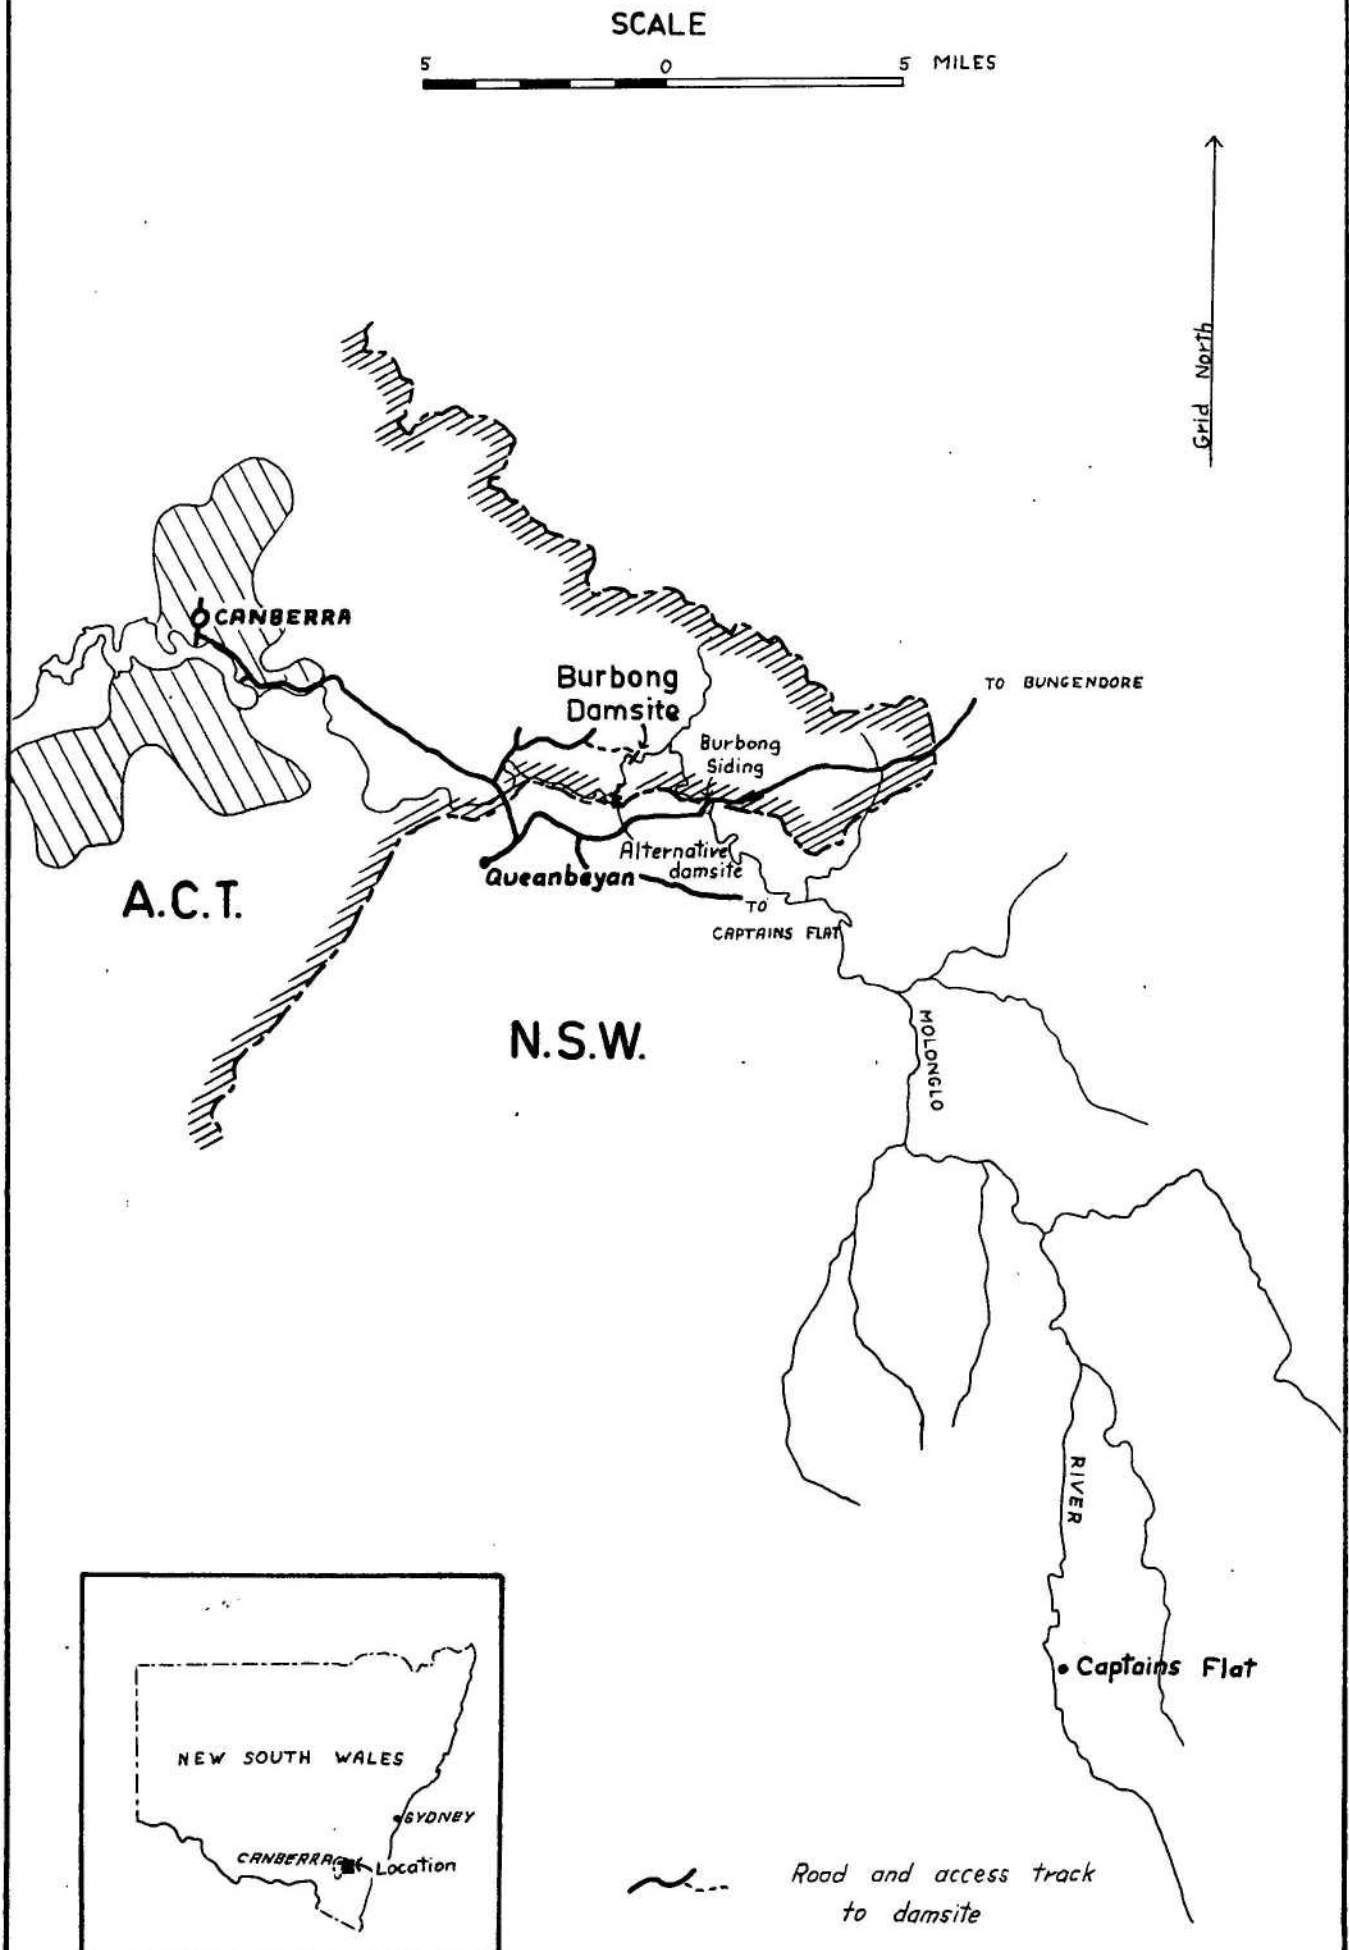 SCALE
5 0 5 MILES
Grid North
CANBERRA
Burbong
Damsite
TO BUNGENDORE
Burbong
Siding
Alternative
damsite
Queanbeyan
TO
CAPTAINS FLAT
A.C.T.
N.S.W.
MOLONGLO
RIVER
Captains Flat
NEW SOUTH WALES
SYDNEY
CANBERRA
Location
Road and access track
to damsite